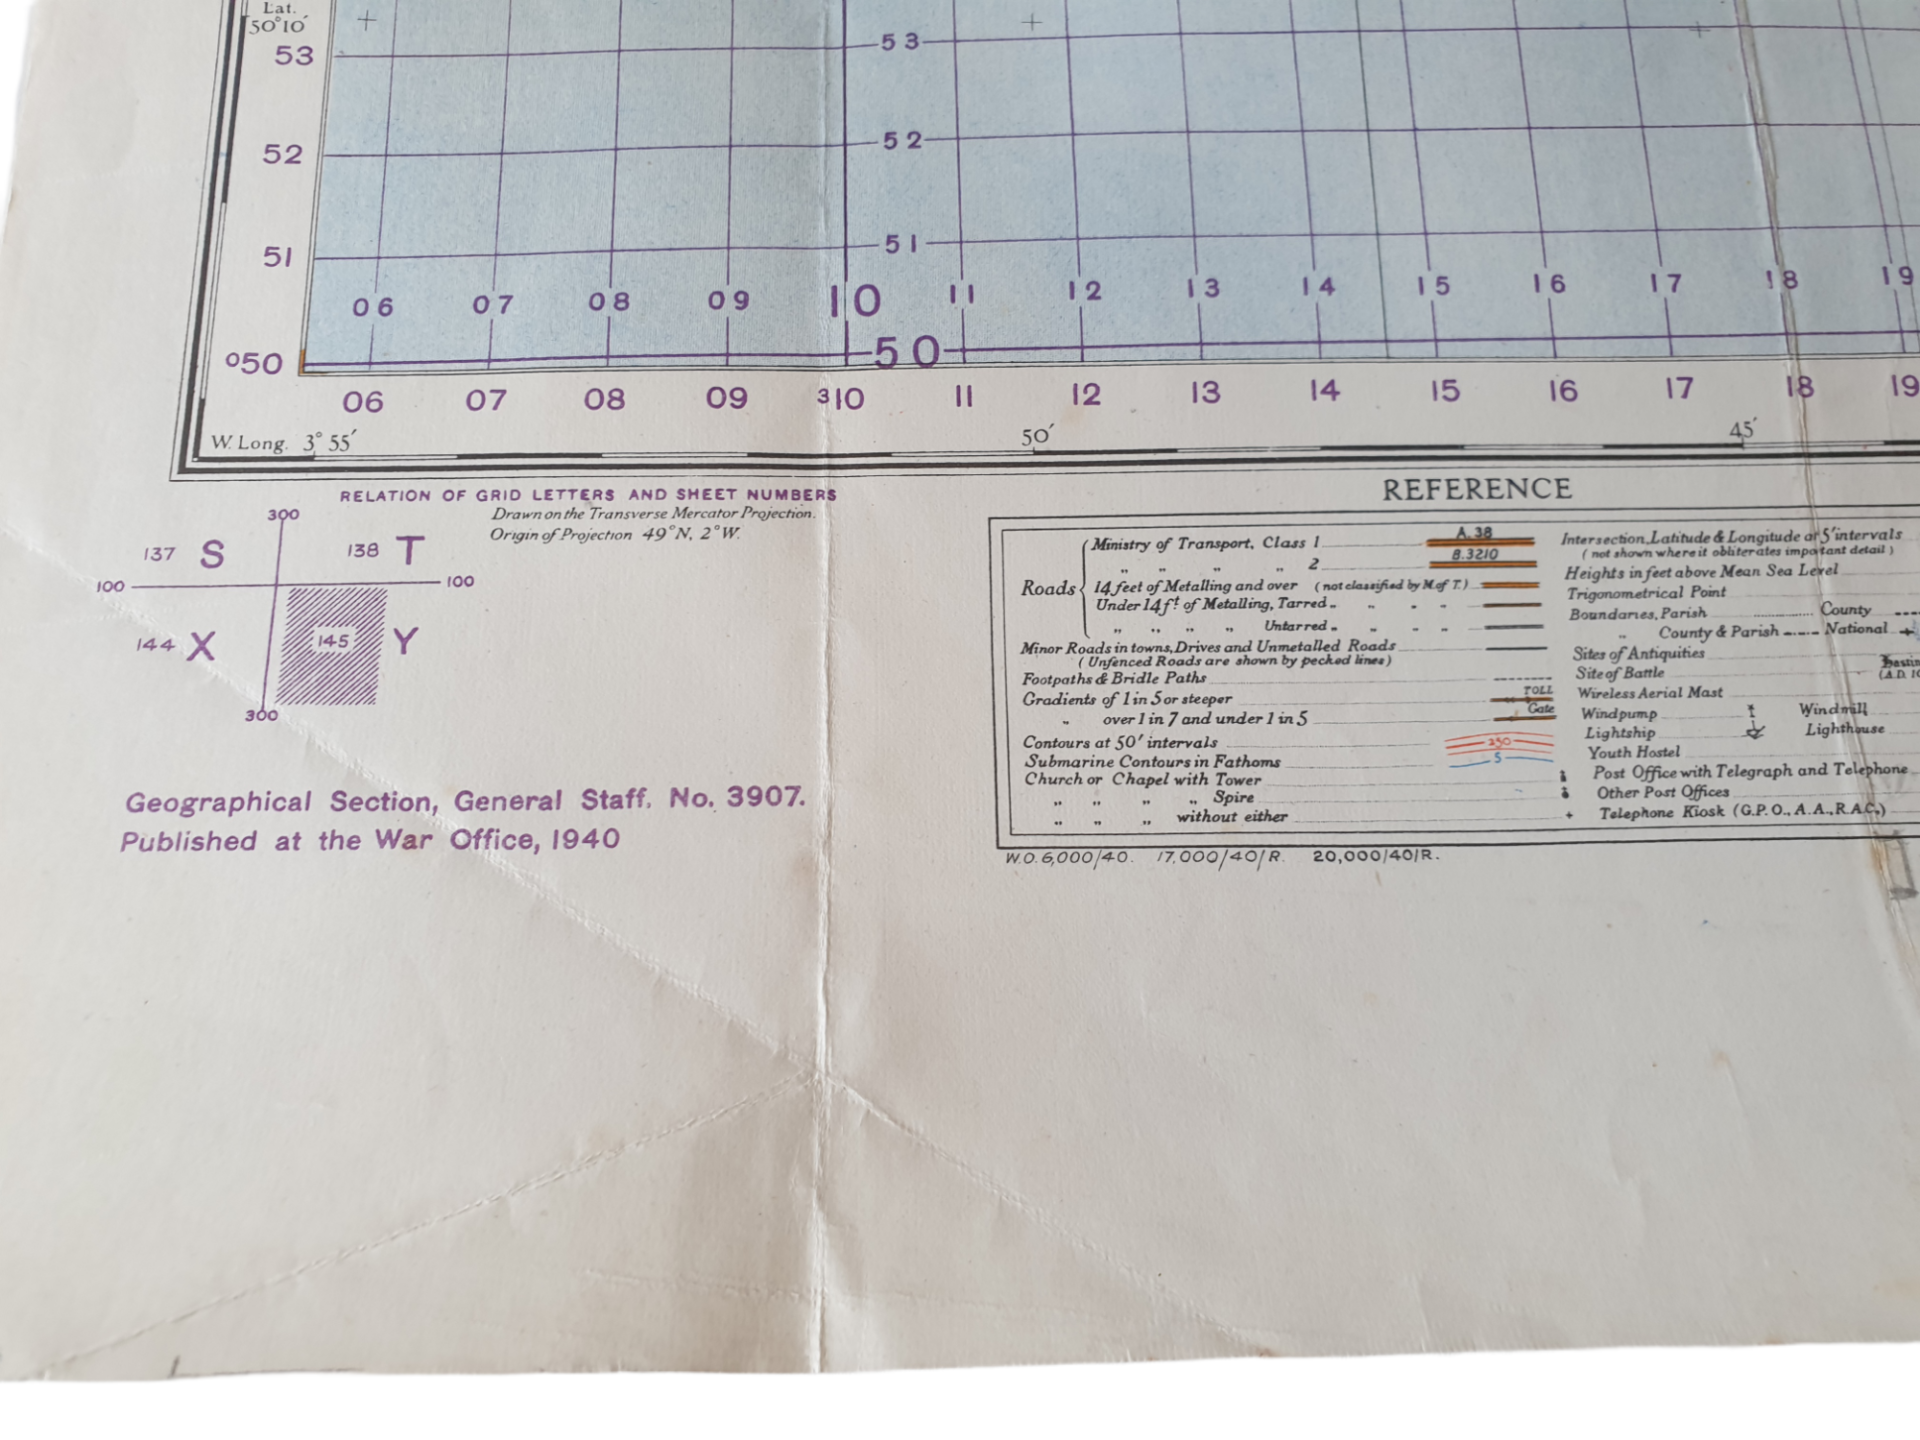 Lat.
50°10′
53
53
52
52
51
51
06 07 08 09 10 11 12 13 14 15 16 17 18 19
50
⁰50
06 07 08 09 ³10 11 12 13 14 15 16 17 18 19
W. Long. 3° 55′ 50′ 45′
RELATION OF GRID LETTERS AND SHEET NUMBERS
Drawn on the Transverse Mercator Projection.
Origin of Projection 49°N, 2°W.
300
137 S 138 T
100 100
144 X 145 Y
300
Geographical Section, General Staff. No. 3907.
Published at the War Office, 1940
REFERENCE
Roads
Ministry of Transport, Class 1 A.38
„ „ „ 2 B.3210
14 feet of Metalling and over (not classified by M.of T.)
Under 14 fᵗ of Metalling, Tarred „ „ „ „
„ „ „ „ Untarred „ „ „ „
Minor Roads in towns, Drives and Unmetalled Roads
(Unfenced Roads are shown by pecked lines)
Footpaths & Bridle Paths
Gradients of 1 in 5 or steeper TOLL
„ over 1 in 7 and under 1 in 5 Gate
Contours at 50′ intervals 250
Submarine Contours in Fathoms 5
Church or Chapel with Tower
„ „ „ „ Spire
„ „ „ without either
Intersection, Latitude & Longitude at 5′ intervals
(not shown where it obliterates important detail)
Heights in feet above Mean Sea Level
Trigonometrical Point
Boundaries, Parish County
„ County & Parish National
Sites of Antiquities
Site of Battle
Wireless Aerial Mast
Windpump Windmill
Lightship Lighthouse
Youth Hostel
Post Office with Telegraph and Telephone
Other Post Offices
Telephone Kiosk (G.P.O., A.A., R.A.C.)
W.O. 6,000/40. 17,000/40/R. 20,000/40/R.